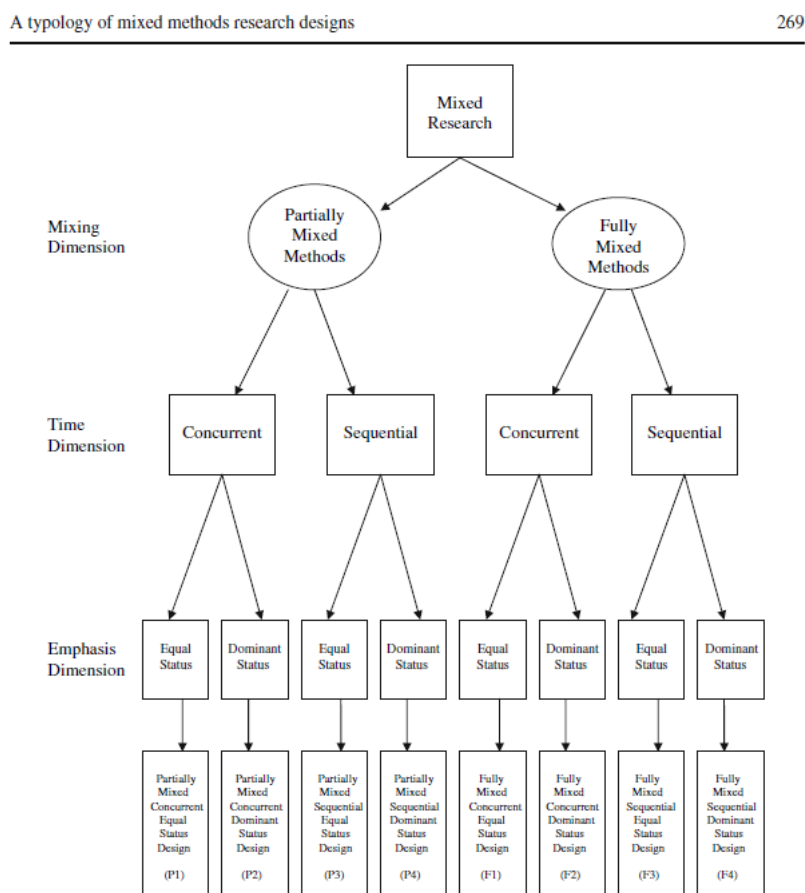 A typology of mixed methods research designs 269
Mixed
Research
Mixing
Dimension
Partially
Mixed
Methods
Fully
Mixed
Methods
Time
Dimension
Concurrent
Sequential
Concurrent
Sequential
Emphasis
Dimension
Equal
Status
Dominant
Status
Equal
Status
Dominant
Status
Equal
Status
Dominant
Status
Equal
Status
Dominant
Status
Partially
Mixed
Concurrent
Equal
Status
Design
(P1)
Partially
Mixed
Concurrent
Dominant
Status
Design
(P2)
Partially
Mixed
Sequential
Equal
Status
Design
(P3)
Partially
Mixed
Sequential
Dominant
Status
Design
(P4)
Fully
Mixed
Concurrent
Equal
Status
Design
(F1)
Fully
Mixed
Concurrent
Dominant
Status
Design
(F2)
Fully
Mixed
Sequential
Equal
Status
Design
(F3)
Fully
Mixed
Sequential
Dominant
Status
Design
(F4)